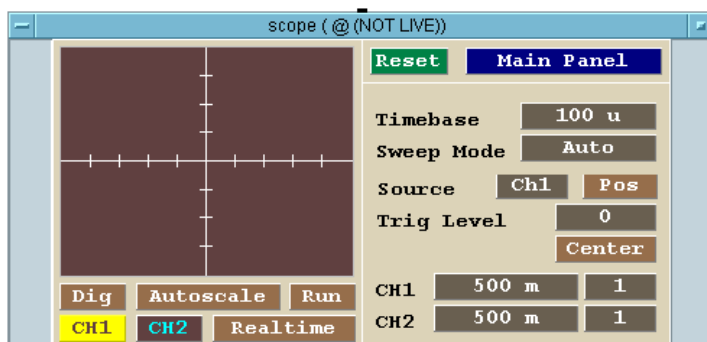 scope ( @ (NOT LIVE))
Reset Main Panel
Timebase 100 u
Sweep Mode Auto
Source Ch1 Pos
Trig Level 0
Center
CH1 500 m 1
CH2 500 m 1
Dig Autoscale Run
CH1 CH2 Realtime